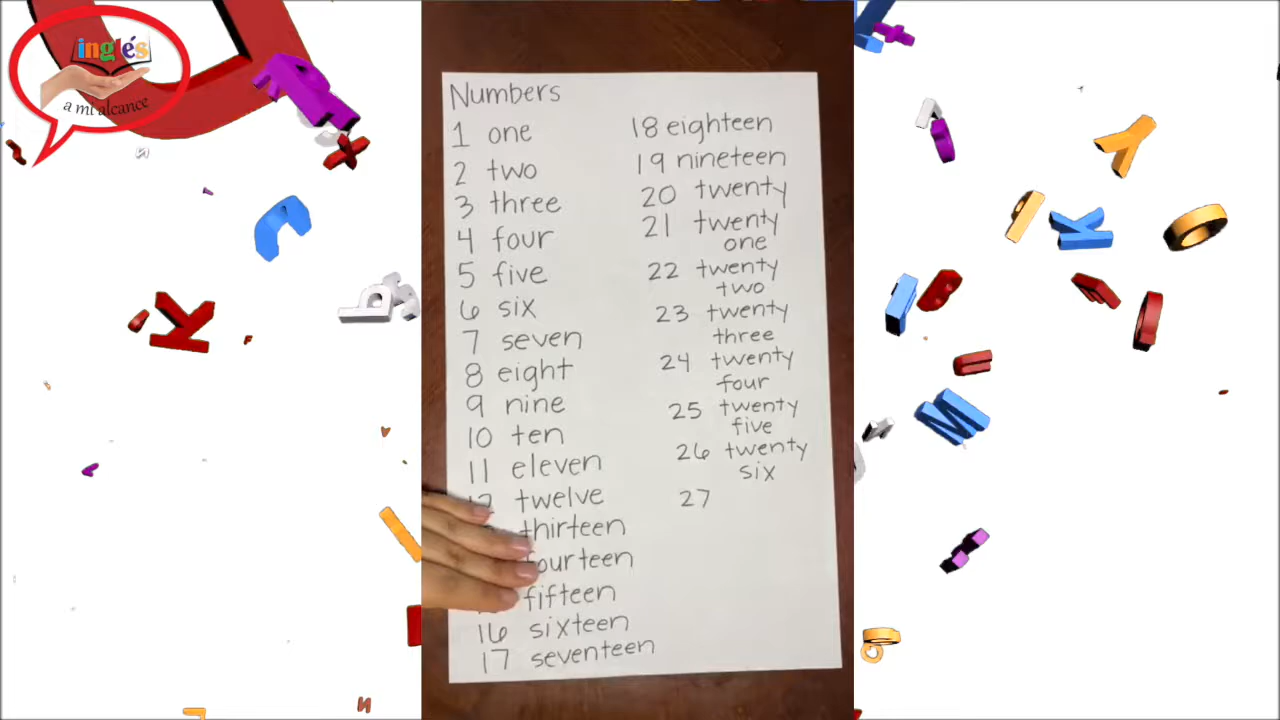 inglés
a mi alcance
Numbers
1 one
2 two
3 three
4 four
5 five
6 six
7 seven
8 eight
9 nine
10 ten
11 eleven
12 twelve
thirteen
fourteen
fifteen
16 sixteen
17 seventeen
18 eighteen
19 nineteen
20 twenty
21 twenty
one
22 twenty
two
23 twenty
three
24 twenty
four
25 twenty
five
26 twenty
six
27